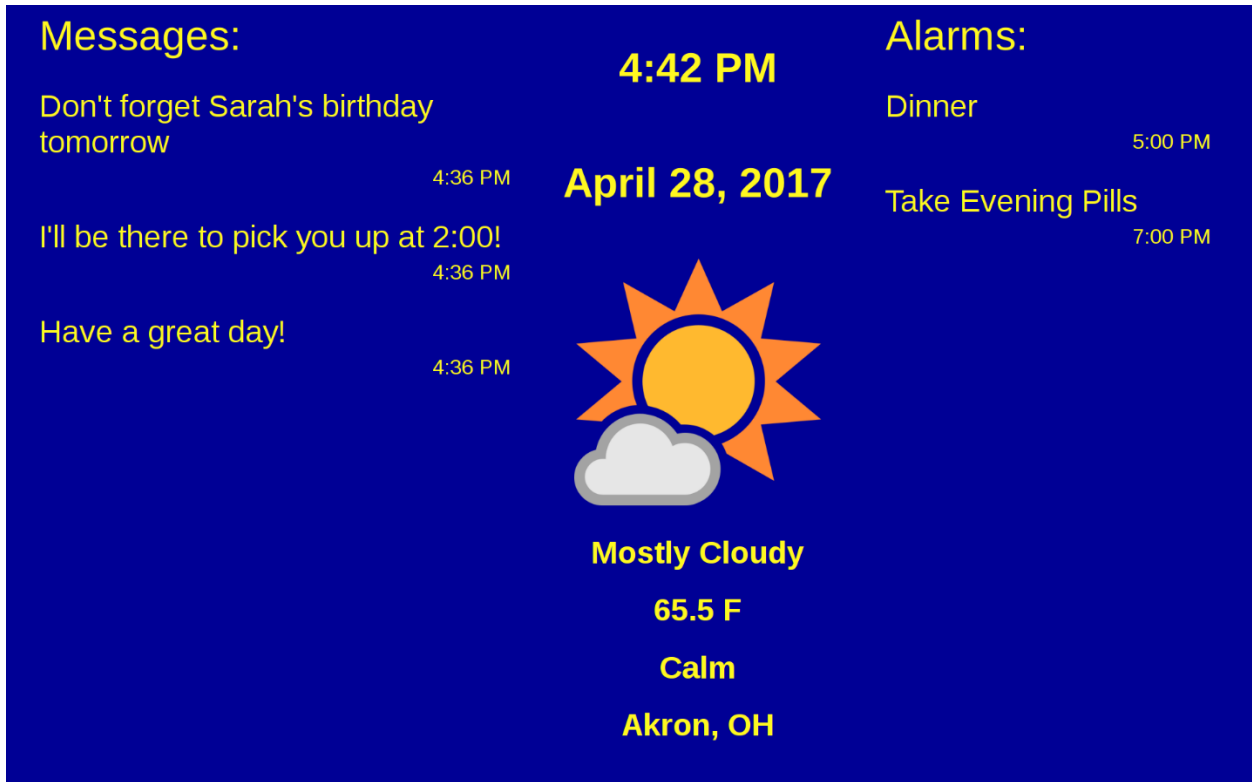 Messages:
Don't forget Sarah's birthday
tomorrow
4:36 PM
I'll be there to pick you up at 2:00!
4:36 PM
Have a great day!
4:36 PM
4:42 PM
April 28, 2017
Mostly Cloudy
65.5 F
Calm
Akron, OH
Alarms:
Dinner
5:00 PM
Take Evening Pills
7:00 PM